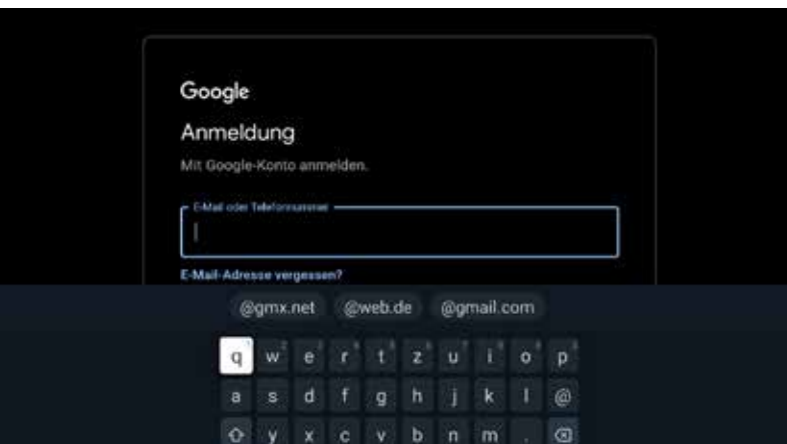 Google
Anmeldung
Mit Google-Konto anmelden.
E-Mail oder Telefonnummer
E-Mail-Adresse vergessen?
@gmx.net @web.de @gmail.com
q w e r t z u i o p
a s d f g h j k l @
y x c v b n m .